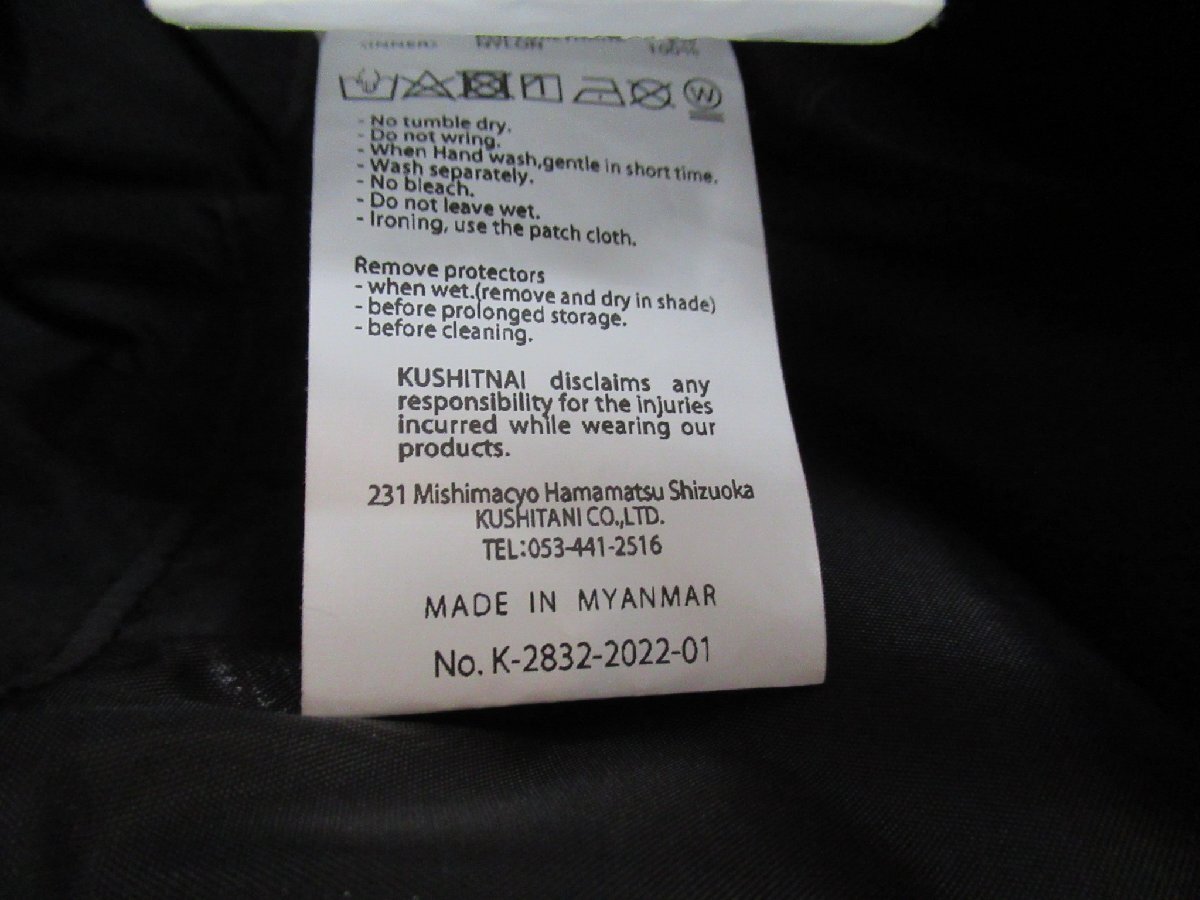 (INNER) NYLON 100%
- No tumble dry.
- Do not wring.
- When Hand wash,gentle in short time.
- Wash separately.
- No bleach.
- Do not leave wet.
- Ironing, use the patch cloth.
Remove protectors
- when wet.(remove and dry in shade)
- before prolonged storage.
- before cleaning.
KUSHITNAI disclaims any
responsibility for the injuries
incurred while wearing our
products.
231 Mishimacyo Hamamatsu Shizuoka
KUSHITANI CO.,LTD.
TEL:053-441-2516
MADE IN MYANMAR
No. K-2832-2022-01